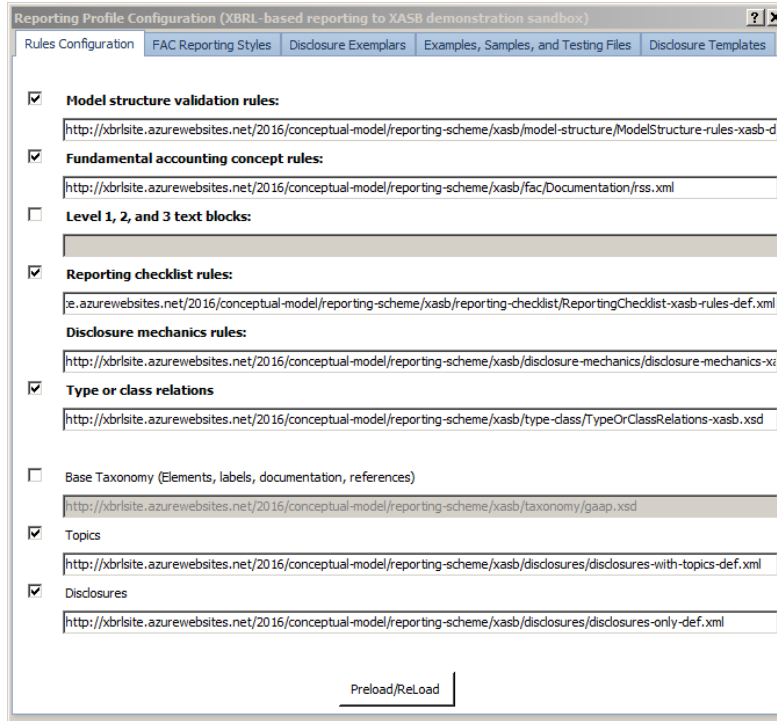 Reporting Profile Configuration (XBRL-based reporting to XASB demonstration sandbox)
Rules Configuration FAC Reporting Styles Disclosure Exemplars Examples, Samples, and Testing Files Disclosure Templates
Model structure validation rules:
http://xbrlsite.azurewebsites.net/2016/conceptual-model/reporting-scheme/xasb/model-structure/ModelStructure-rules-xasb-d
Fundamental accounting concept rules:
http://xbrlsite.azurewebsites.net/2016/conceptual-model/reporting-scheme/xasb/fac/Documentation/rss.xml
Level 1, 2, and 3 text blocks:
Reporting checklist rules:
te.azurewebsites.net/2016/conceptual-model/reporting-scheme/xasb/reporting-checklist/ReportingChecklist-xasb-rules-def.xml
Disclosure mechanics rules:
http://xbrlsite.azurewebsites.net/2016/conceptual-model/reporting-scheme/xasb/disclosure-mechanics/disclosure-mechanics-xa
Type or class relations
http://xbrlsite.azurewebsites.net/2016/conceptual-model/reporting-scheme/xasb/type-class/TypeOrClassRelations-xasb.xsd
Base Taxonomy (Elements, labels, documentation, references)
http://xbrlsite.azurewebsites.net/2016/conceptual-model/reporting-scheme/xasb/taxonomy/gaap.xsd
Topics
http://xbrlsite.azurewebsites.net/2016/conceptual-model/reporting-scheme/xasb/disclosures/disclosures-with-topics-def.xml
Disclosures
http://xbrlsite.azurewebsites.net/2016/conceptual-model/reporting-scheme/xasb/disclosures/disclosures-only-def.xml
Preload/ReLoad